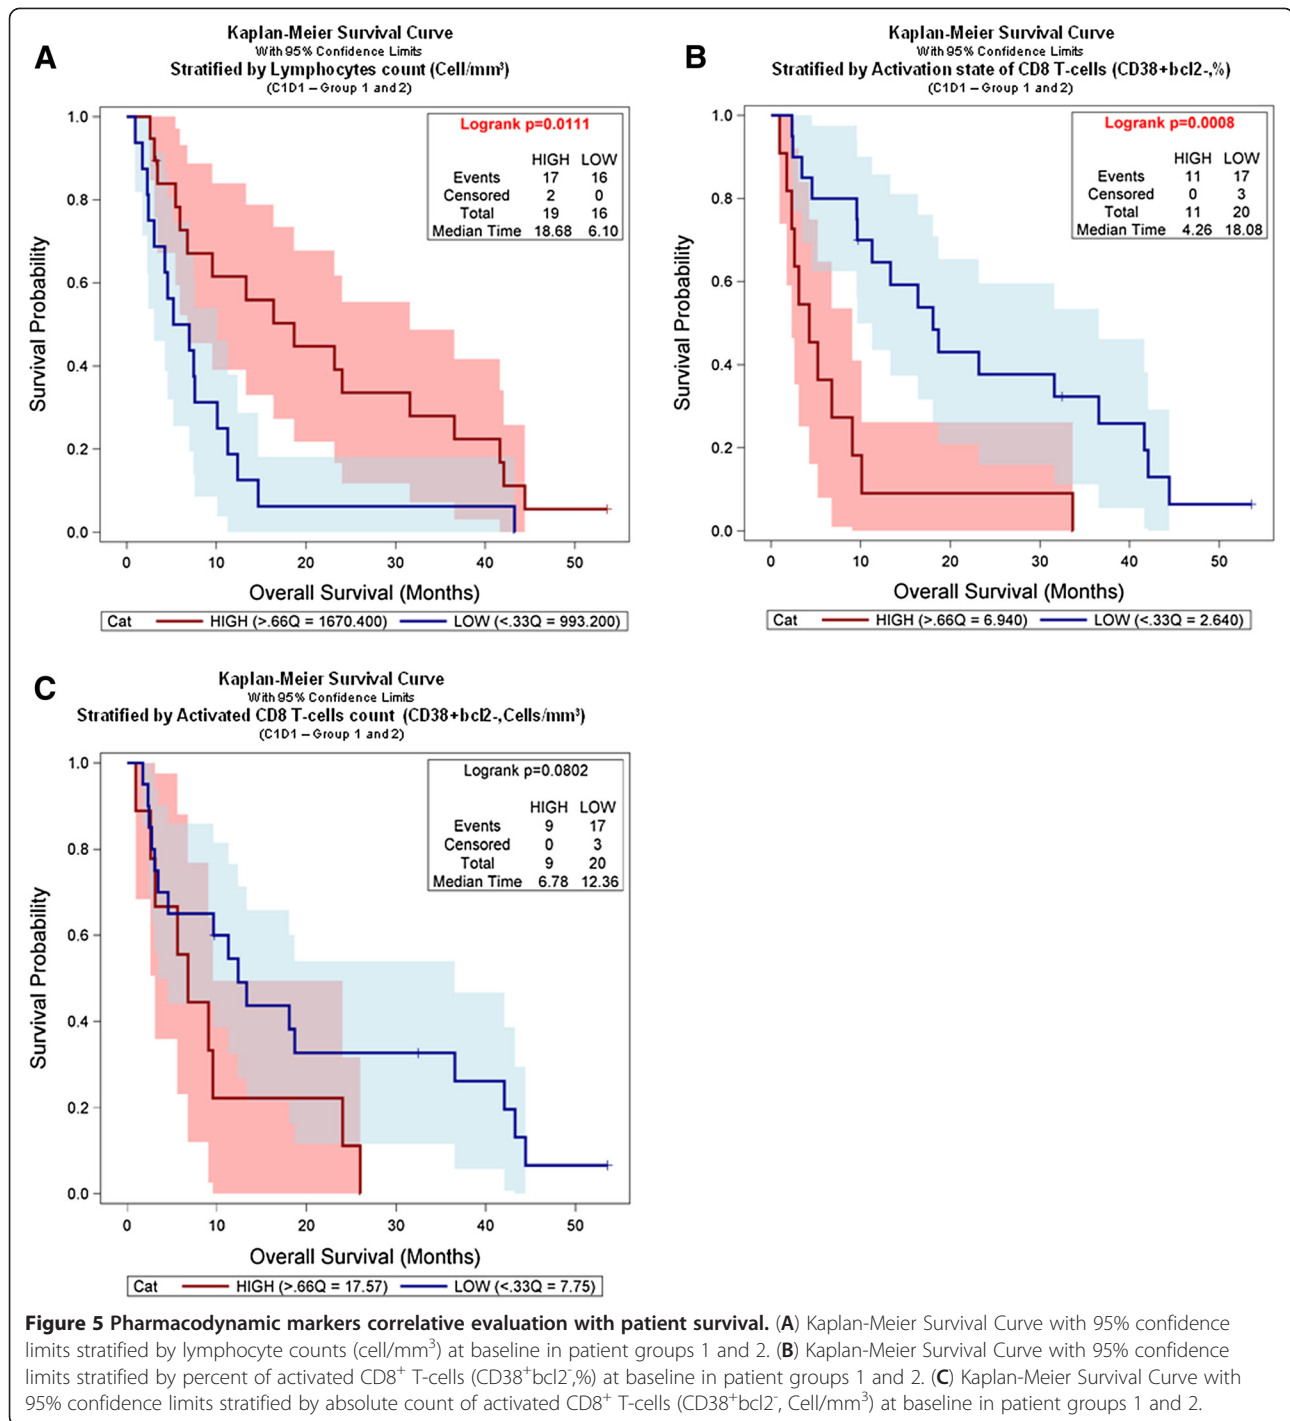 A
Kaplan-Meier Survival Curve
With 95% Confidence Limits
Stratified by Lymphocytes count (Cell/mm³)
(C1D1 – Group 1 and 2)
Logrank p=0.0111
HIGH LOW
Events 17 16
Censored 2 0
Total 19 16
Median Time 18.68 6.10
Survival Probability
1.0
0.8
0.6
0.4
0.2
0.0
0 10 20 30 40 50
Overall Survival (Months)
Cat HIGH (>.66Q = 1670.400) LOW (<.33Q = 993.200)
B
Kaplan-Meier Survival Curve
With 95% Confidence Limits
Stratified by Activation state of CD8 T-cells (CD38+bcl2-,%)
(C1D1 – Group 1 and 2)
Logrank p=0.0008
HIGH LOW
Events 11 17
Censored 0 3
Total 11 20
Median Time 4.26 18.08
Survival Probability
1.0
0.8
0.6
0.4
0.2
0.0
0 10 20 30 40 50
Overall Survival (Months)
Cat HIGH (>.66Q = 6.940) LOW (<.33Q = 2.640)
C
Kaplan-Meier Survival Curve
With 95% Confidence Limits
Stratified by Activated CD8 T-cells count (CD38+bcl2-,Cells/mm³)
(C1D1 – Group 1 and 2)
Logrank p=0.0802
HIGH LOW
Events 9 17
Censored 0 3
Total 9 20
Median Time 6.78 12.36
Survival Probability
1.0
0.8
0.6
0.4
0.2
0.0
0 10 20 30 40 50
Overall Survival (Months)
Cat HIGH (>.66Q = 17.57) LOW (<.33Q = 7.75)
Figure 5 Pharmacodynamic markers correlative evaluation with patient survival. (A) Kaplan-Meier Survival Curve with 95% confidence
limits stratified by lymphocyte counts (cell/mm³) at baseline in patient groups 1 and 2. (B) Kaplan-Meier Survival Curve with 95% confidence
limits stratified by percent of activated CD8⁺ T-cells (CD38⁺bcl2⁻,%) at baseline in patient groups 1 and 2. (C) Kaplan-Meier Survival Curve with
95% confidence limits stratified by absolute count of activated CD8⁺ T-cells (CD38⁺bcl2⁻, Cell/mm³) at baseline in patient groups 1 and 2.